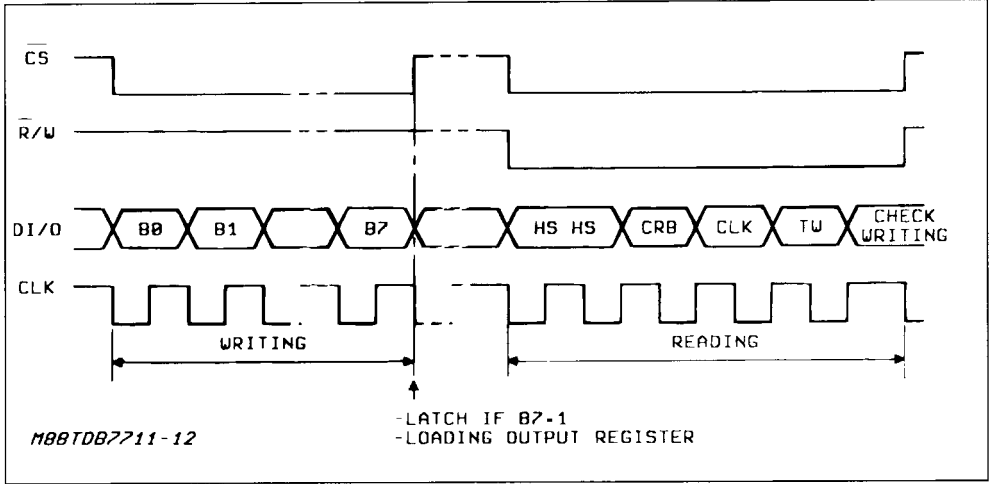 CS
R/W
DI/O B0 B1 B7 HS HS CRB CLK TW CHECK WRITING
CLK
WRITING READING
-LATCH IF B7-1
-LOADING OUTPUT REGISTER
M88TDB7711-12